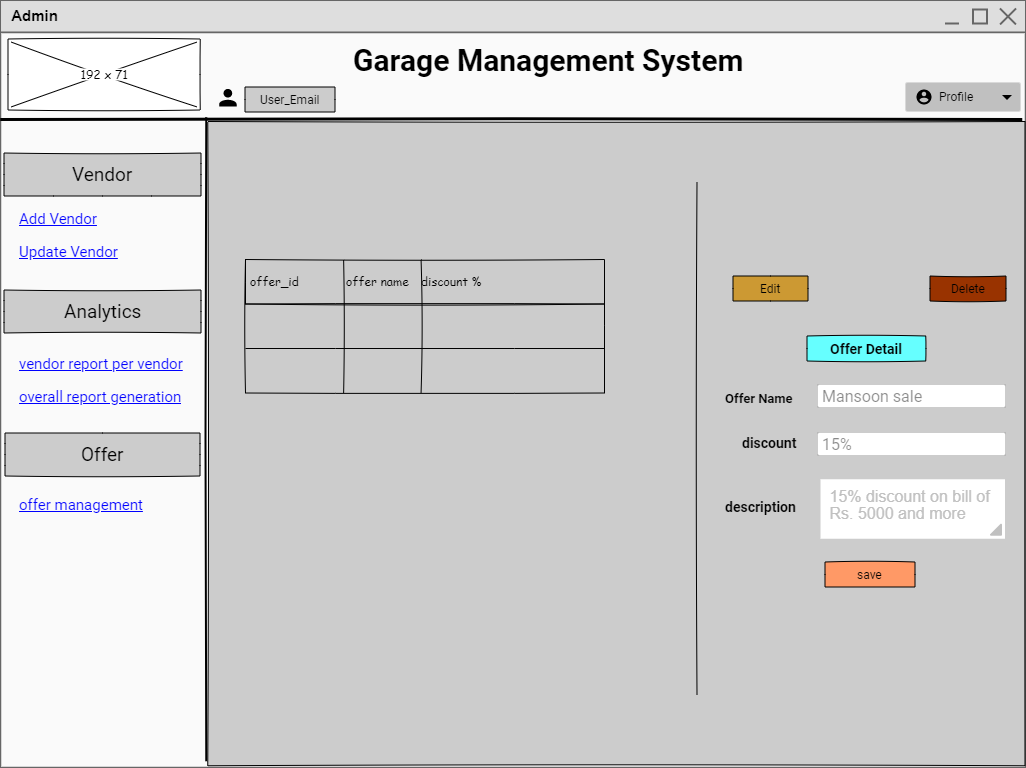 Admin
192 x 71
Garage Management System
User_Email
Profile
Vendor
Add Vendor
Update Vendor
Analytics
vendor report per vendor
overall report generation
Offer
offer management
offer_id offer name discount %
Edit Delete
Offer Detail
Offer Name Mansoon sale
discount 15%
description 15% discount on bill of
Rs. 5000 and more
save